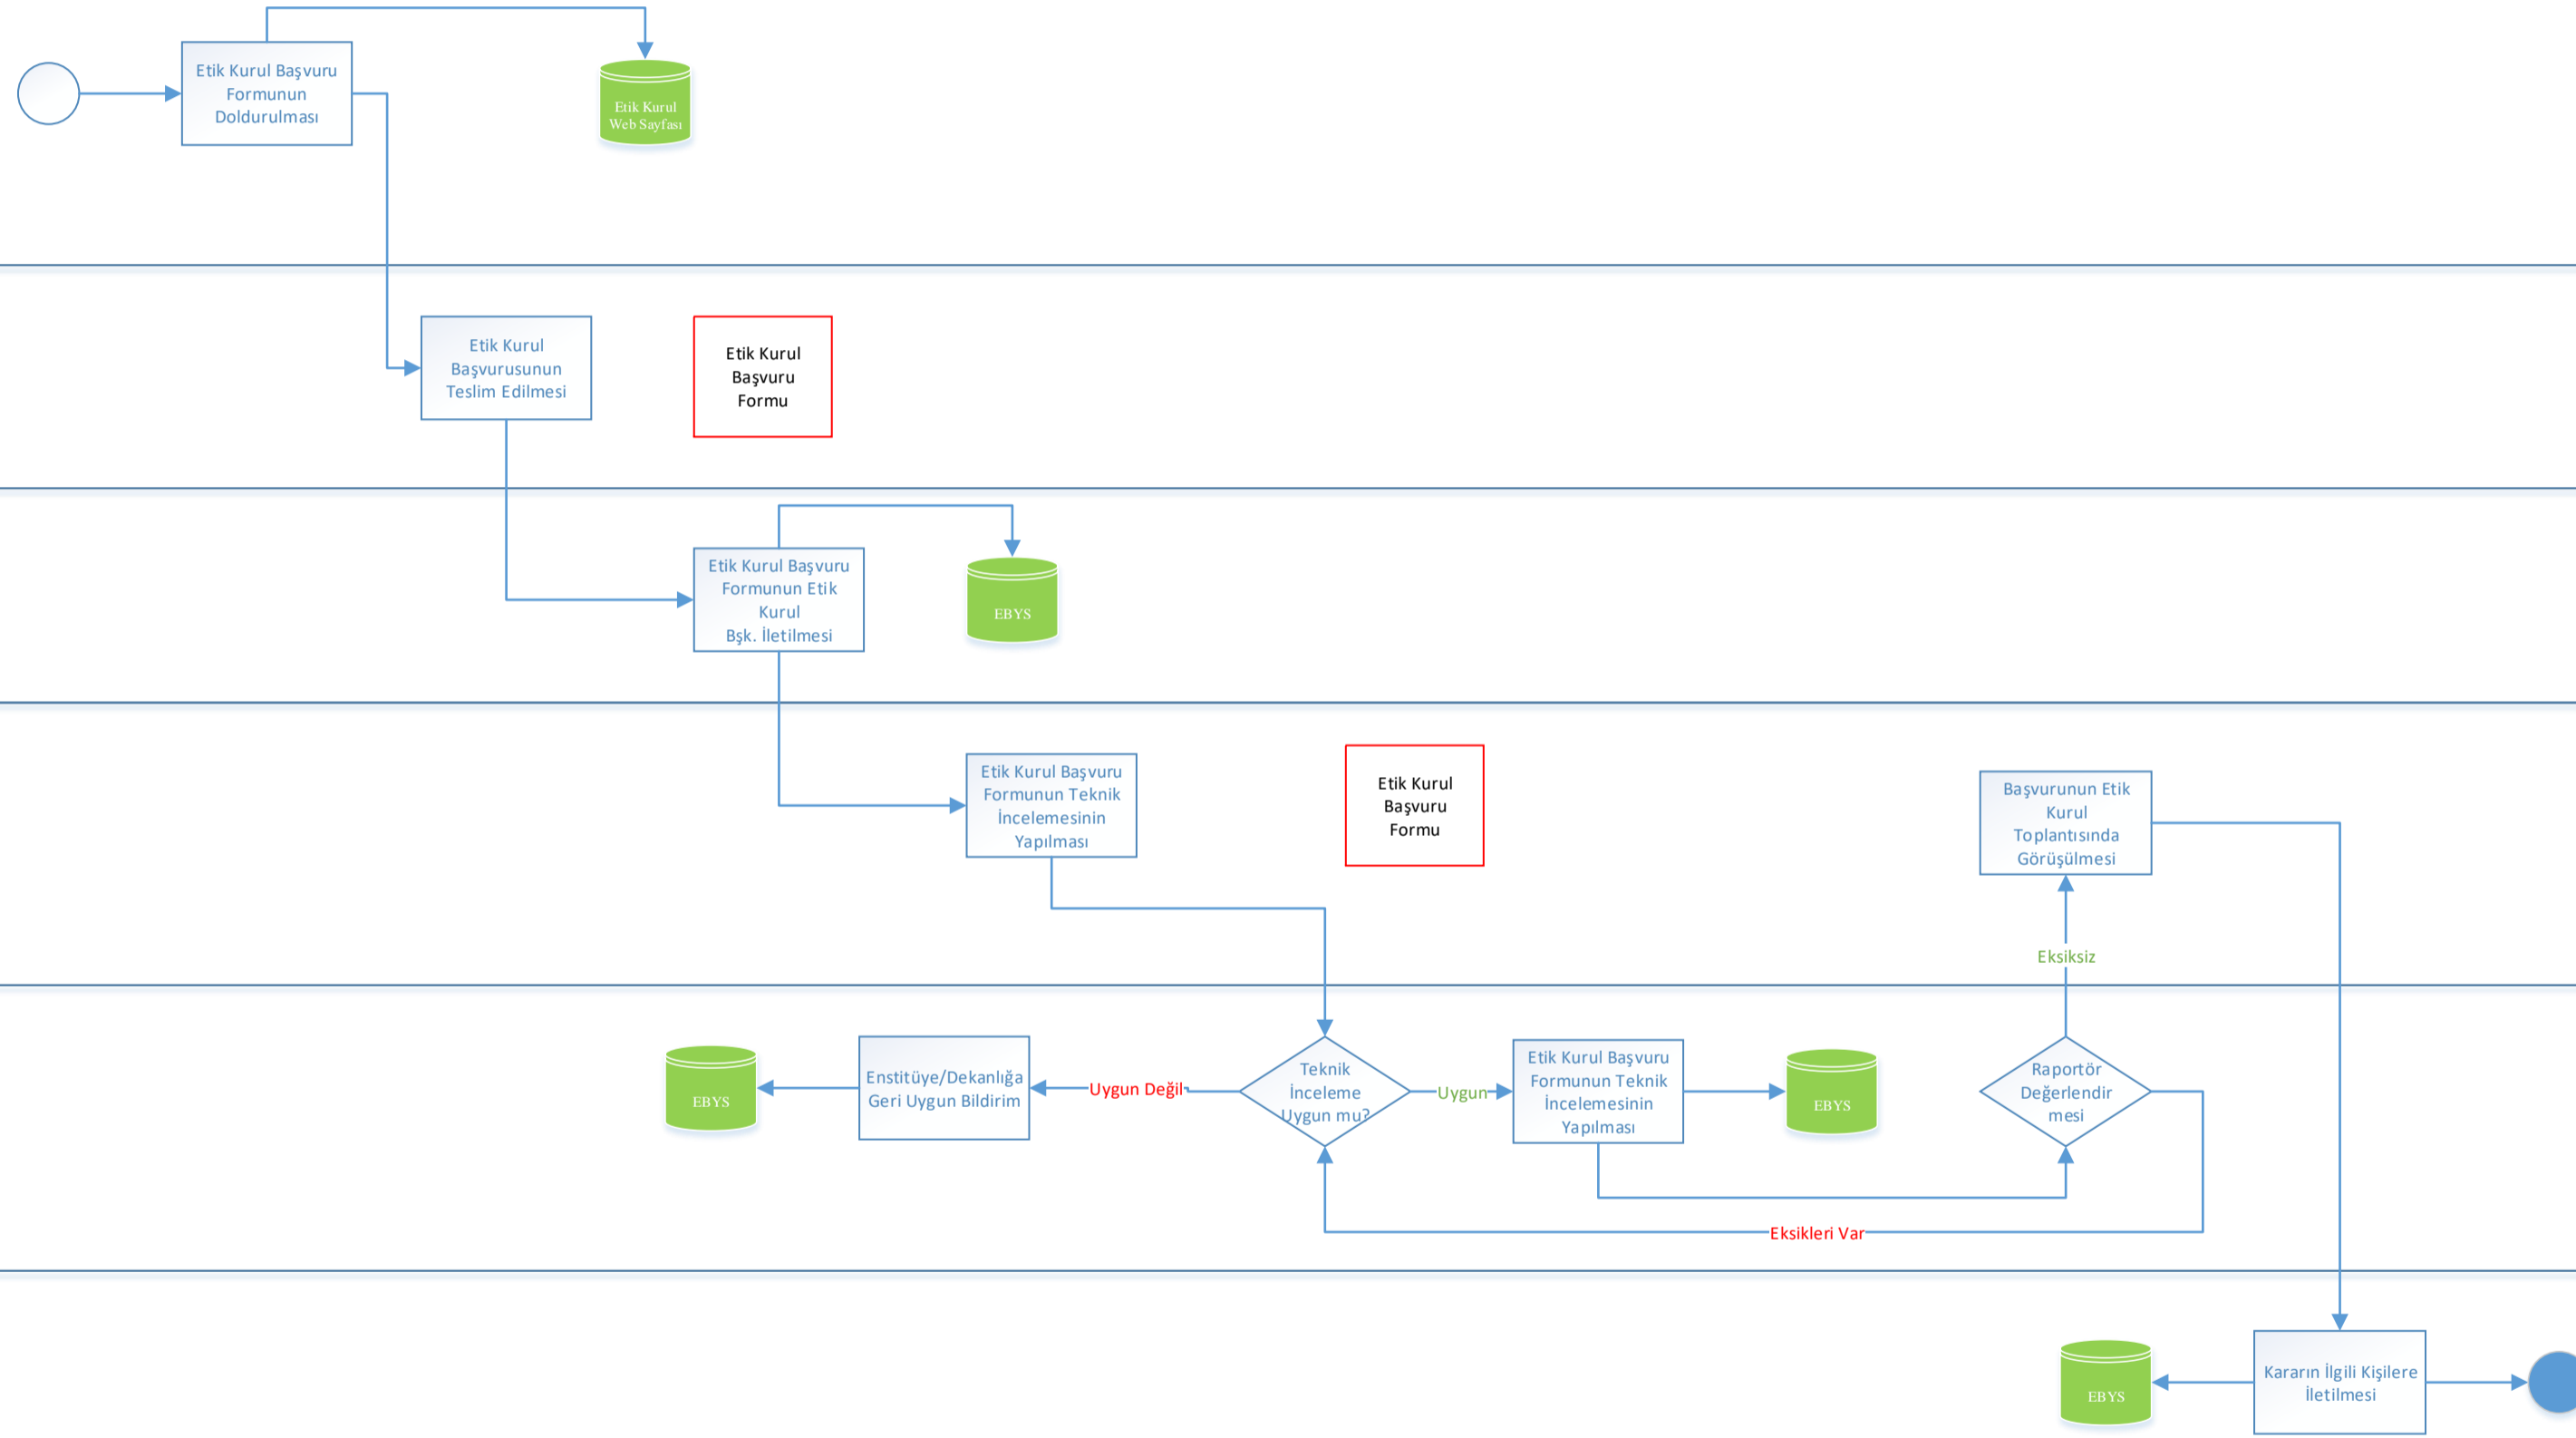 Etik Kurul Başvuru
Formunun
Doldurulması
Etik Kurul
Web Sayfası
Etik Kurul
Başvurusunun
Teslim Edilmesi
Etik Kurul
Başvuru
Formu
Etik Kurul Başvuru
Formunun Etik
Kurul
Bşk. İletilmesi
EBYS
Etik Kurul Başvuru
Formunun Teknik
İncelemesinin
Yapılması
Etik Kurul
Başvuru
Formu
Başvurunun Etik
Kurul
Toplantısında
Görüşülmesi
Eksiksiz
EBYS
Enstitüye/Dekanlığa
Geri Uygun Bildirim
Uygun Değil
Teknik
İnceleme
Uygun mu?
Uygun
Etik Kurul Başvuru
Formunun Teknik
İncelemesinin
Yapılması
EBYS
Raportör
Değerlendir
mesi
Eksikleri Var
EBYS
Kararın İlgili Kişilere
İletilmesi